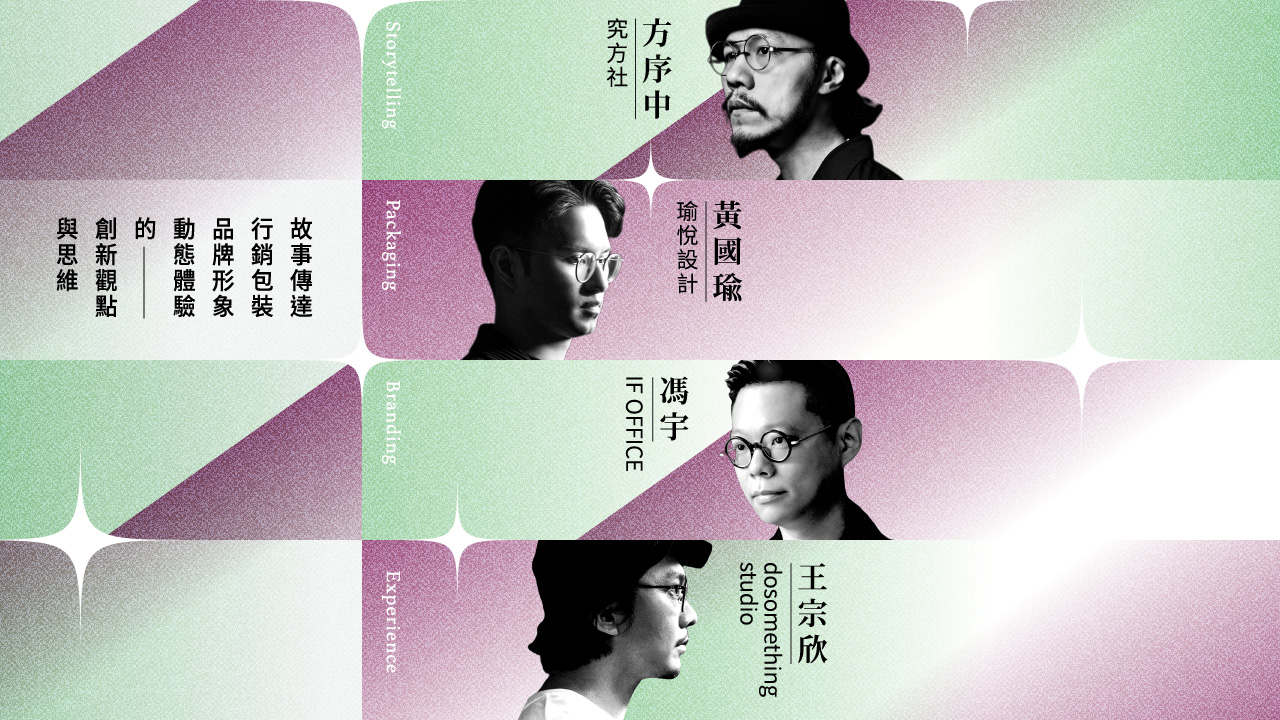 故事傳達
行銷包裝
品牌形象
動態體驗
的——
創新觀點
與思維
Storytelling
方序中
究方社
Packaging
黃國瑜
瑜悅設計
Branding
馮宇
IF OFFICE
Experience
王宗欣
dosomething
studio